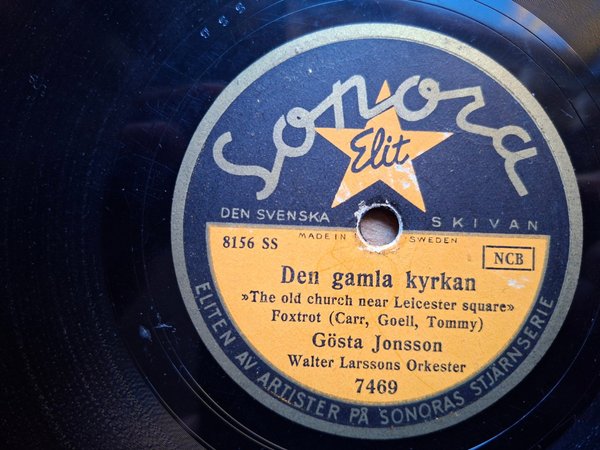 Sonora
Elit
DEN SVENSKA SKIVAN
MADE IN SWEDEN
8156 SS
NCB
Den gamla kyrkan
»The old church near Leicester square»
Foxtrot (Carr, Goell, Tommy)
Gösta Jonsson
Walter Larssons Orkester
7469
ELITEN AV ARTISTER PÅ SONORAS STJÄRNSERIE